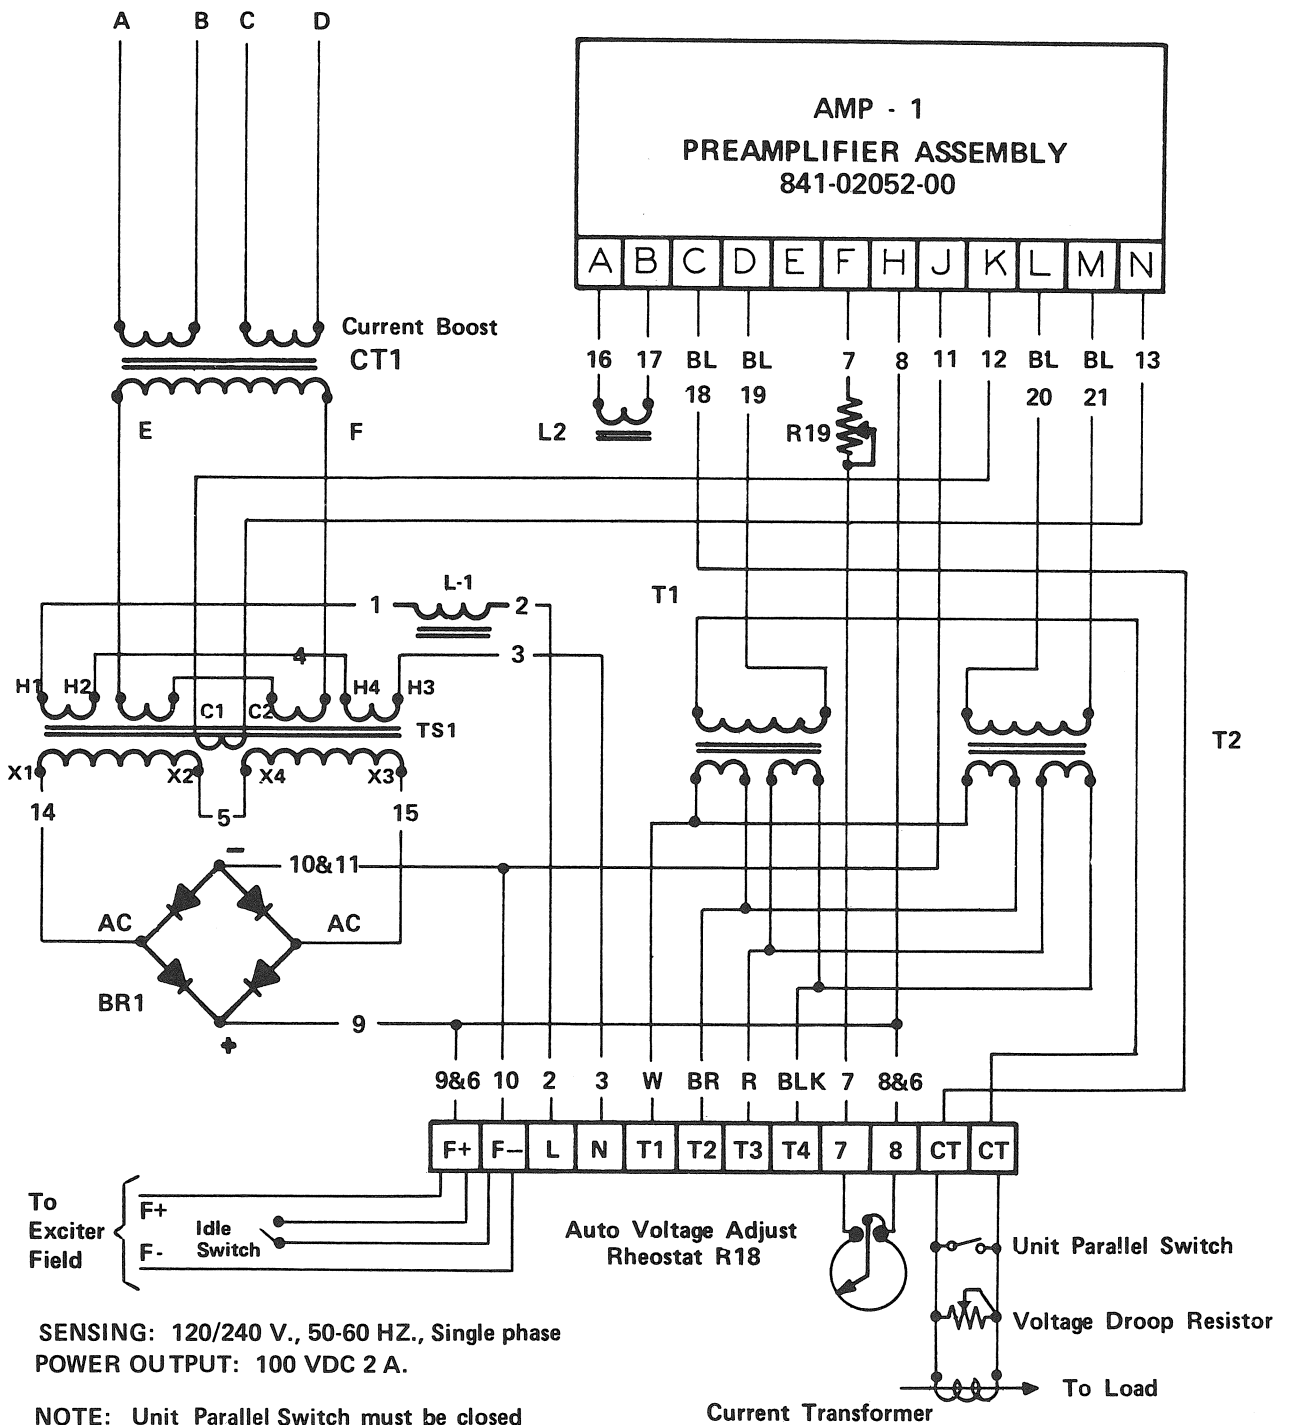 A B C D
AMP - 1
PREAMPLIFIER ASSEMBLY
841-02052-00
A B C D E F H J K L M N
Current Boost
CT1
16 17 BL BL 7 8 11 12 BL BL 13
18 19 20 21
E F
L2
R19
L-1
T1
1 2
4 3
H1 H2 H4 H3
C1 C2
TS1
T2
X1 X2 X4 X3
14 5 15
−
10&11
AC AC
BR1
9
+
9&6 10 2 3 W BR R BLK 7 8&6
F+ F− L N T1 T2 T3 T4 7 8 CT CT
To
Exciter
Field
F+
F-
Idle
Switch
Auto Voltage Adjust
Rheostat R18
Unit Parallel Switch
Voltage Droop Resistor
SENSING: 120/240 V., 50-60 HZ., Single phase
POWER OUTPUT: 100 VDC 2 A.
To Load
Current Transformer
NOTE: Unit Parallel Switch must be closed